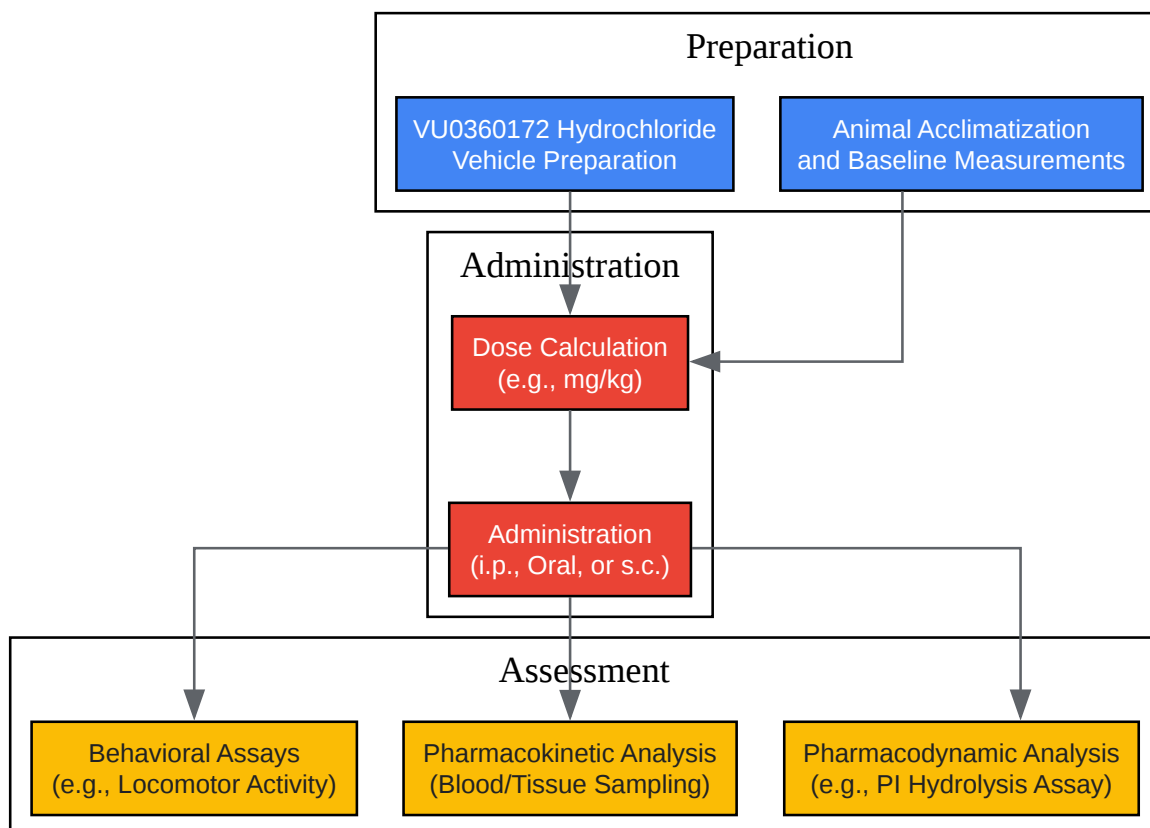 Preparation
VU0360172 Hydrochloride
Vehicle Preparation
Animal Acclimatization
and Baseline Measurements
Administration
Dose Calculation
(e.g., mg/kg)
Administration
(i.p., Oral, or s.c.)
Assessment
Behavioral Assays
(e.g., Locomotor Activity)
Pharmacokinetic Analysis
(Blood/Tissue Sampling)
Pharmacodynamic Analysis
(e.g., PI Hydrolysis Assay)